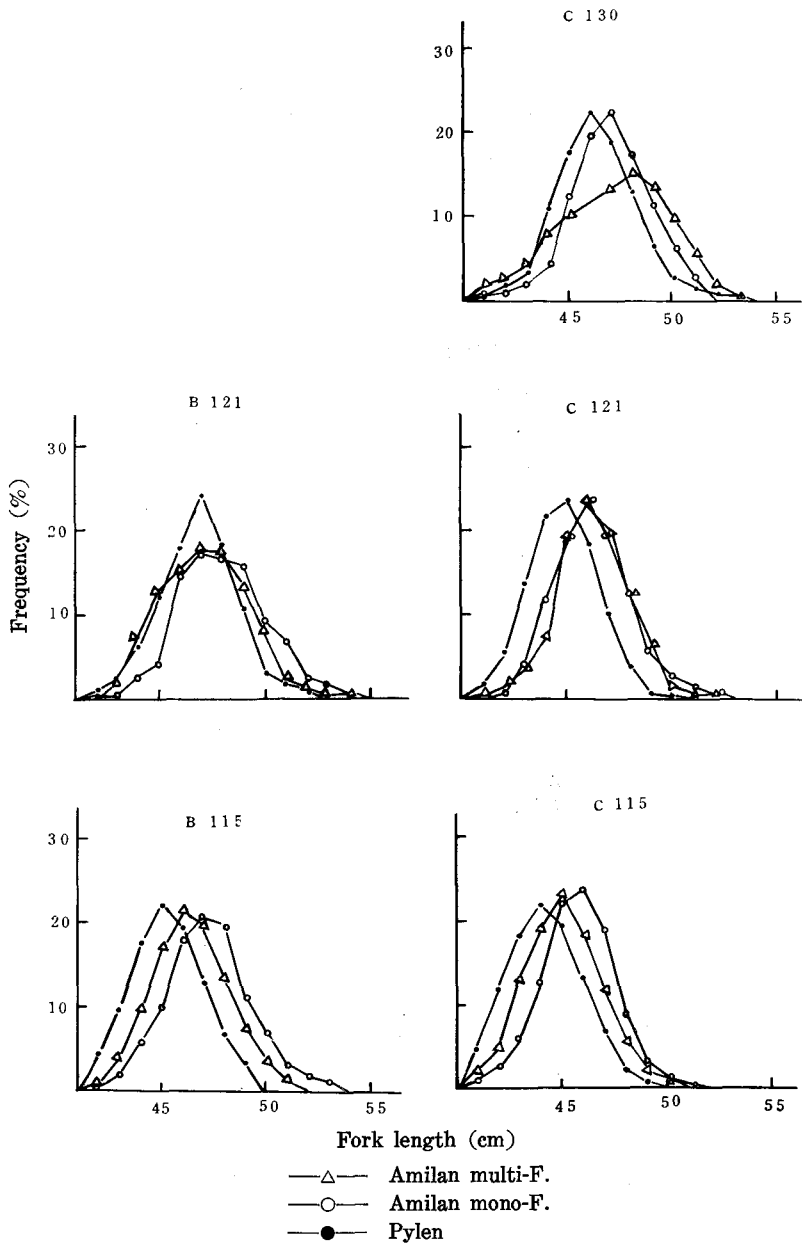 C 130
30
20
10
45 50 55
B 121
C 121
30
20
10
Frequency (%)
B 115
C 115
30
20
10
45 50 55
45 50 55
Fork length (cm)
Amilan multi-F.
Amilan mono-F.
Pylen